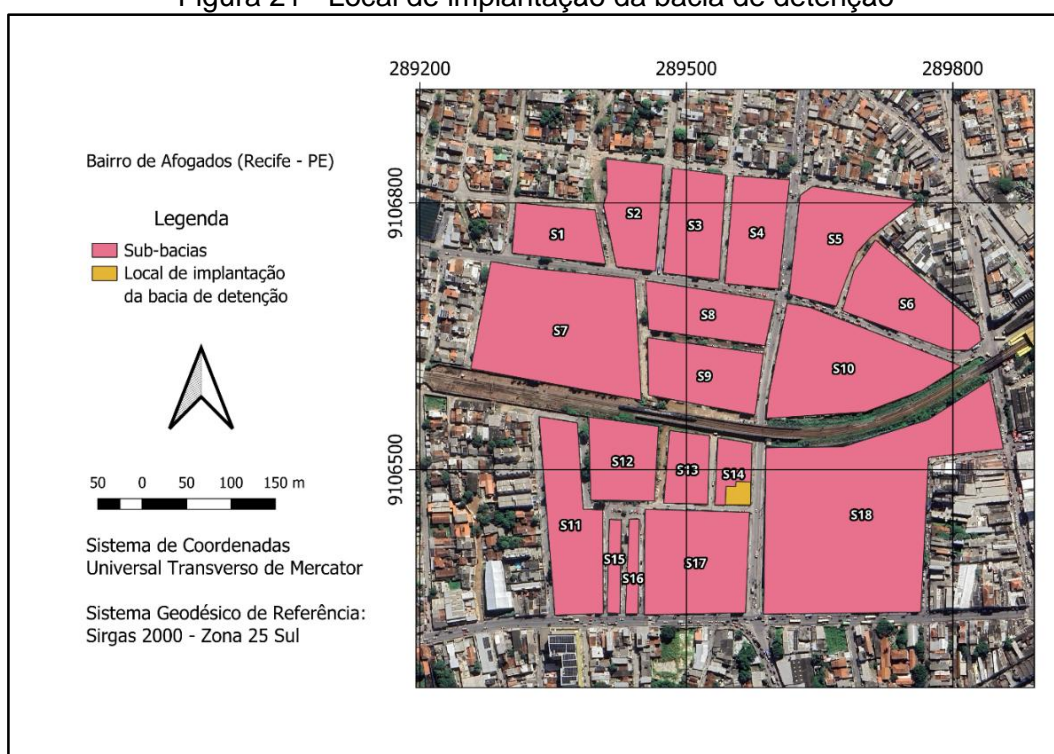 Figura 21 - Local de implantação da bacia de detenção
289200 289500 289800
Bairro de Afogados (Recife - PE)
Legenda
Sub-bacias
Local de implantação
da bacia de detenção
50 0 50 100 150 m
Sistema de Coordenadas
Universal Transverso de Mercator
Sistema Geodésico de Referência:
Sirgas 2000 - Zona 25 Sul
9106800
9106500
S1
S2
S3
S4
S5
S6
S7
S8
S9
S10
S11
S12
S13
S14
S15
S16
S17
S18